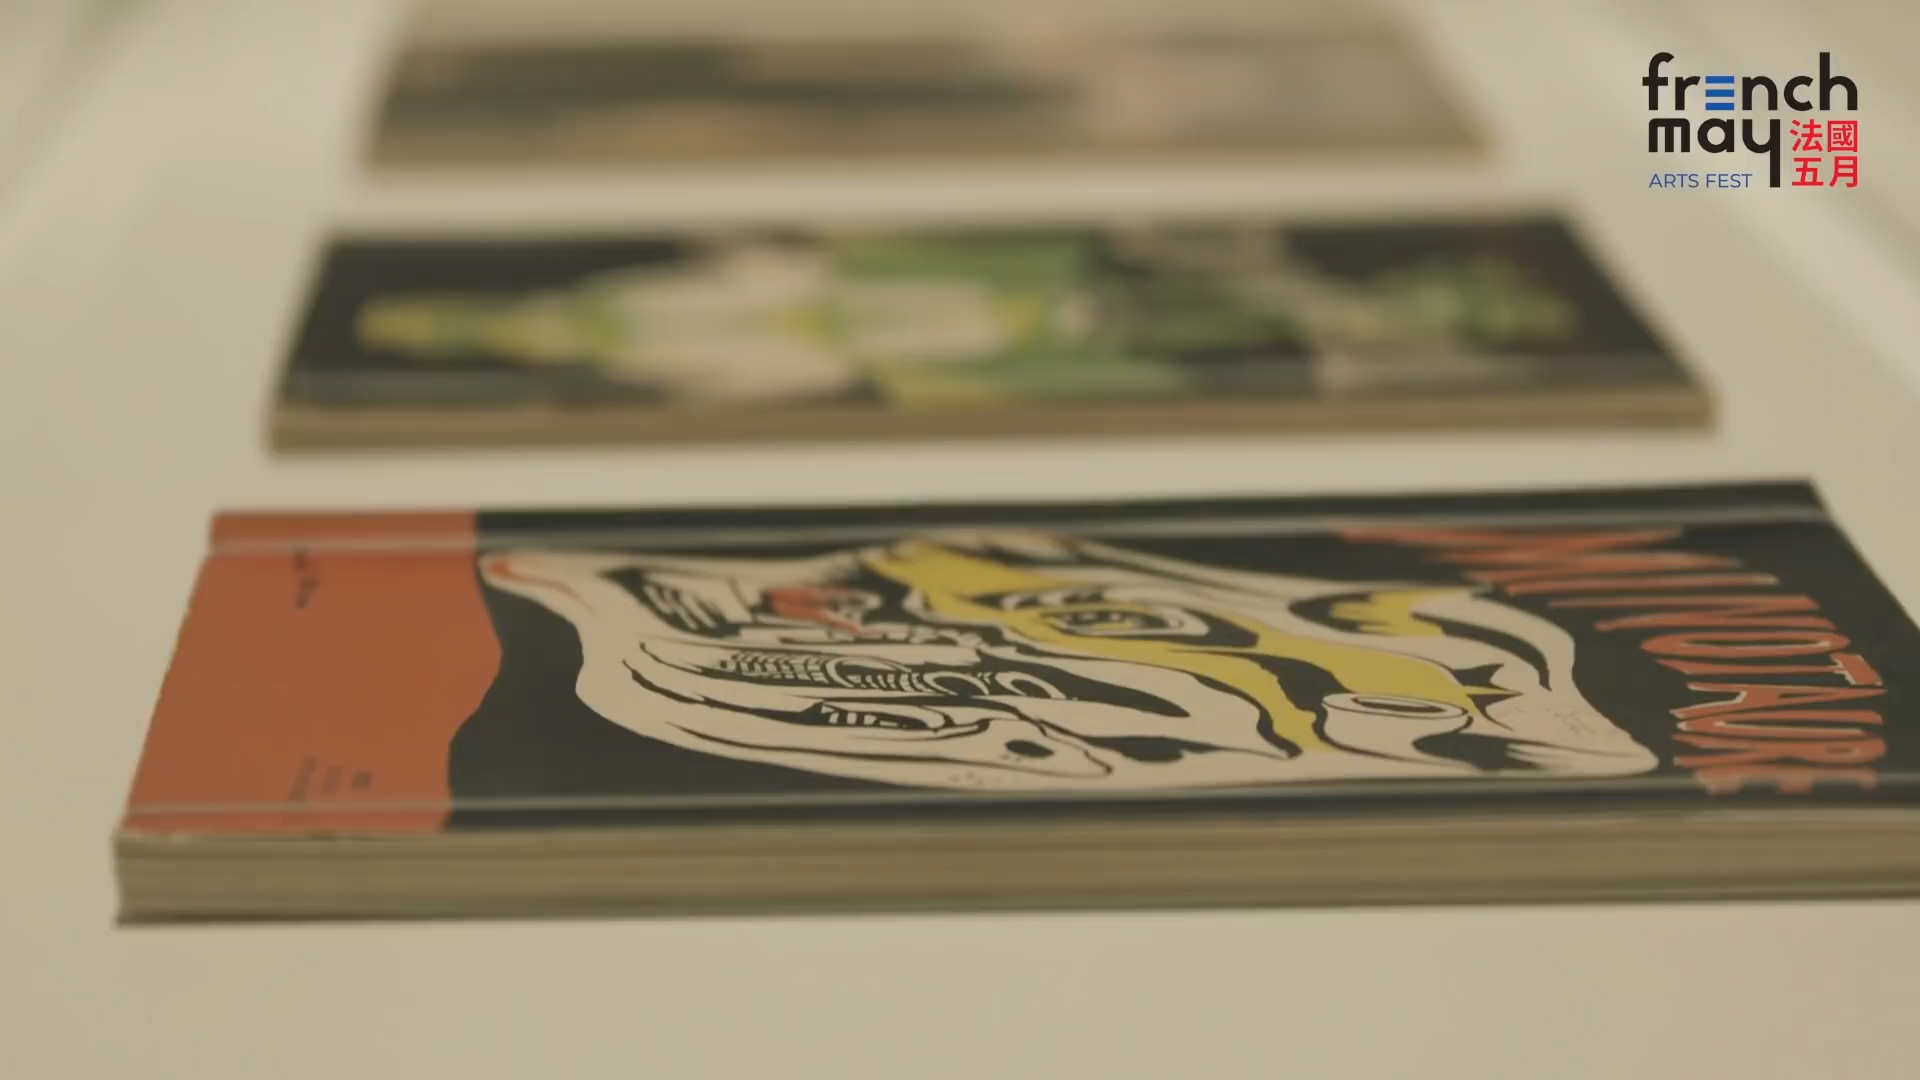 french
may 法國
ARTS FEST 五月
MINOTAURE